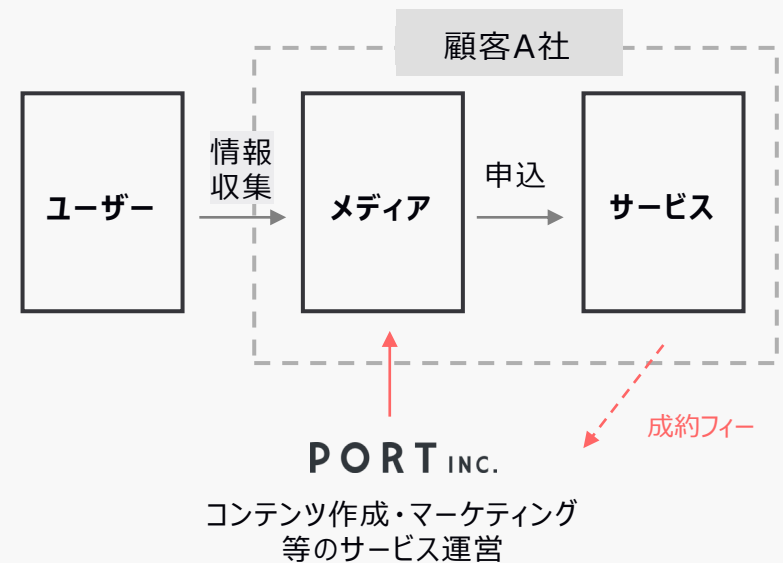 顧客A社
情報
収集
申込
ユーザー
メディア
サービス
成約フィー
PORT INC.
コンテンツ作成・マーケティング
等のサービス運営